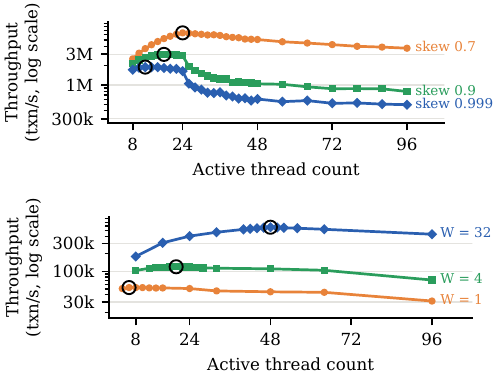 Throughput
(txn/s, log scale)
3M
1M
300k
8 24 48 72 96
Active thread count
skew 0.7
skew 0.9
skew 0.999
Throughput
(txn/s, log scale)
300k
100k
30k
8 24 48 72 96
Active thread count
W = 32
W = 4
W = 1